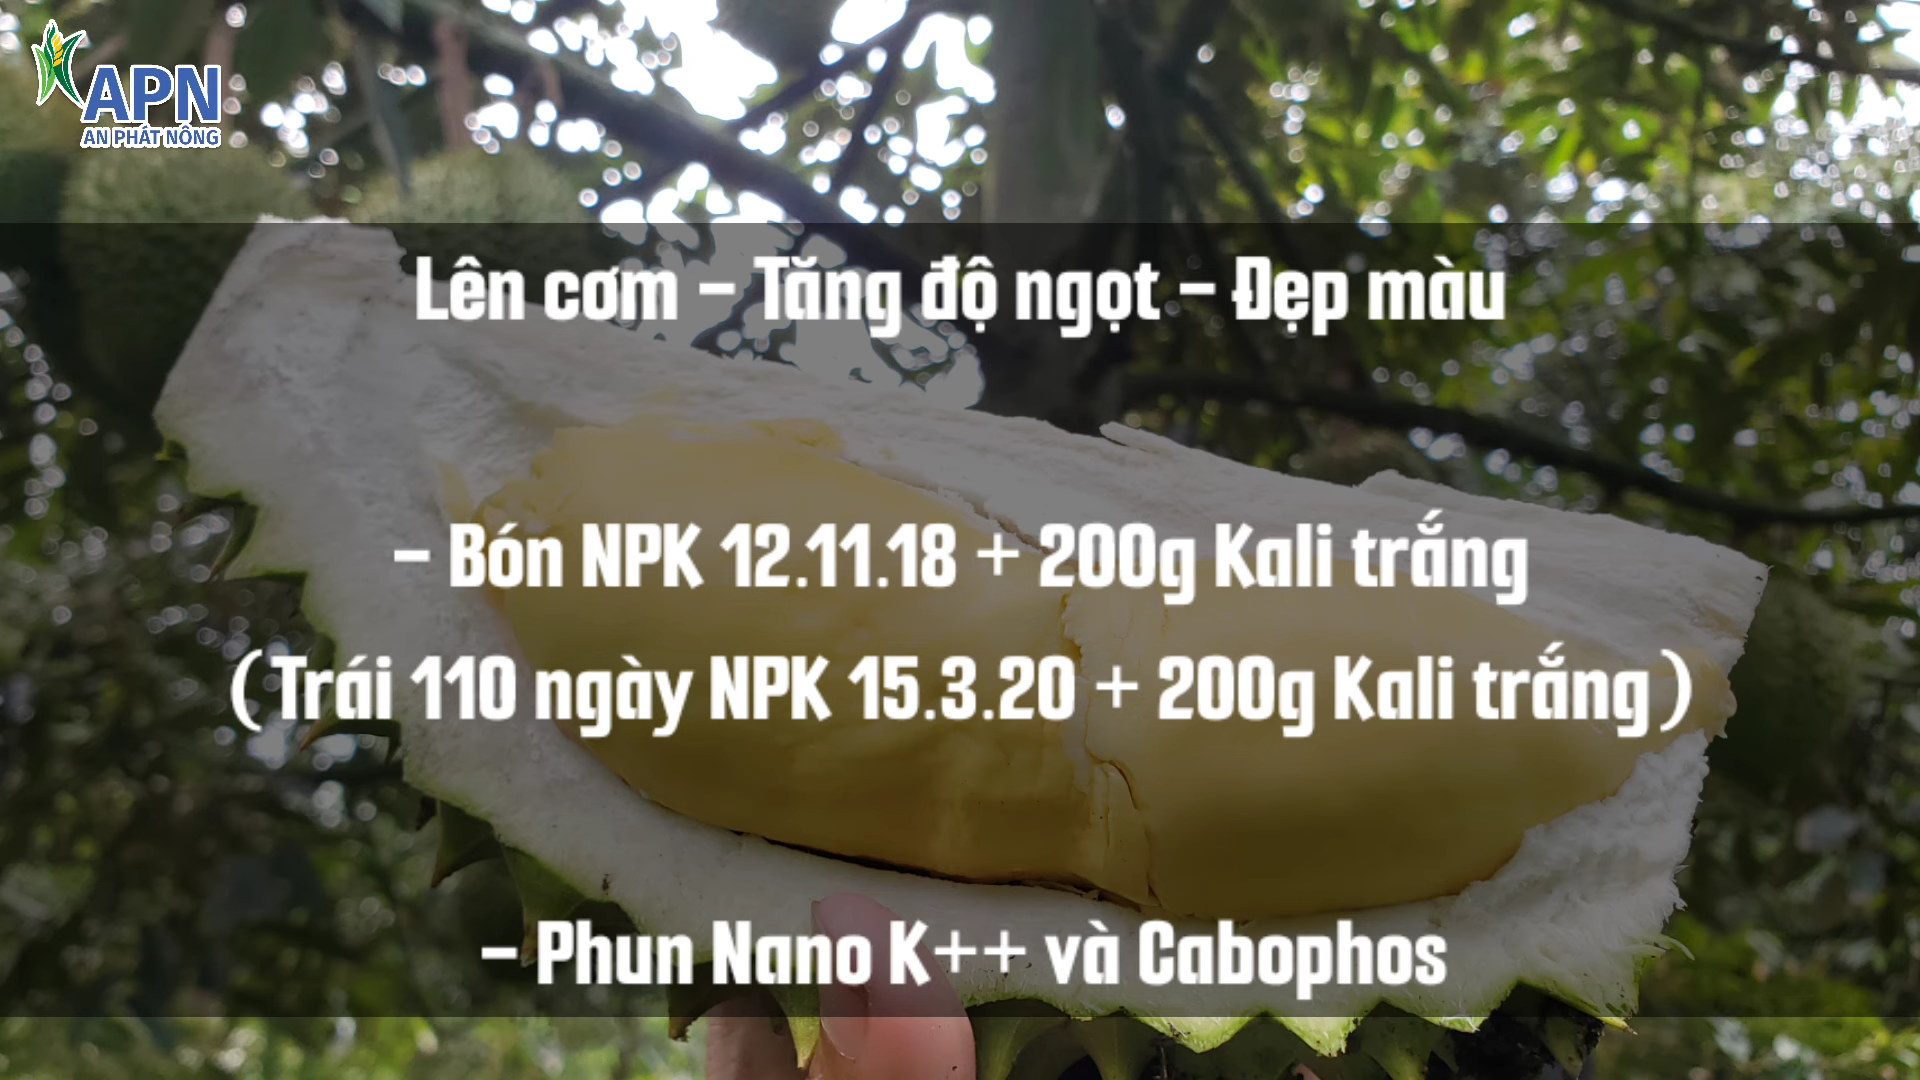 APN
AN PHÁT NÔNG
Lên cơm - Tăng độ ngọt - Đẹp màu
- Bón NPK 12.11.18 + 200g Kali trắng
(Trái 110 ngày NPK 15.3.20 + 200g Kali trắng)
- Phun Nano K++ và Cabophos